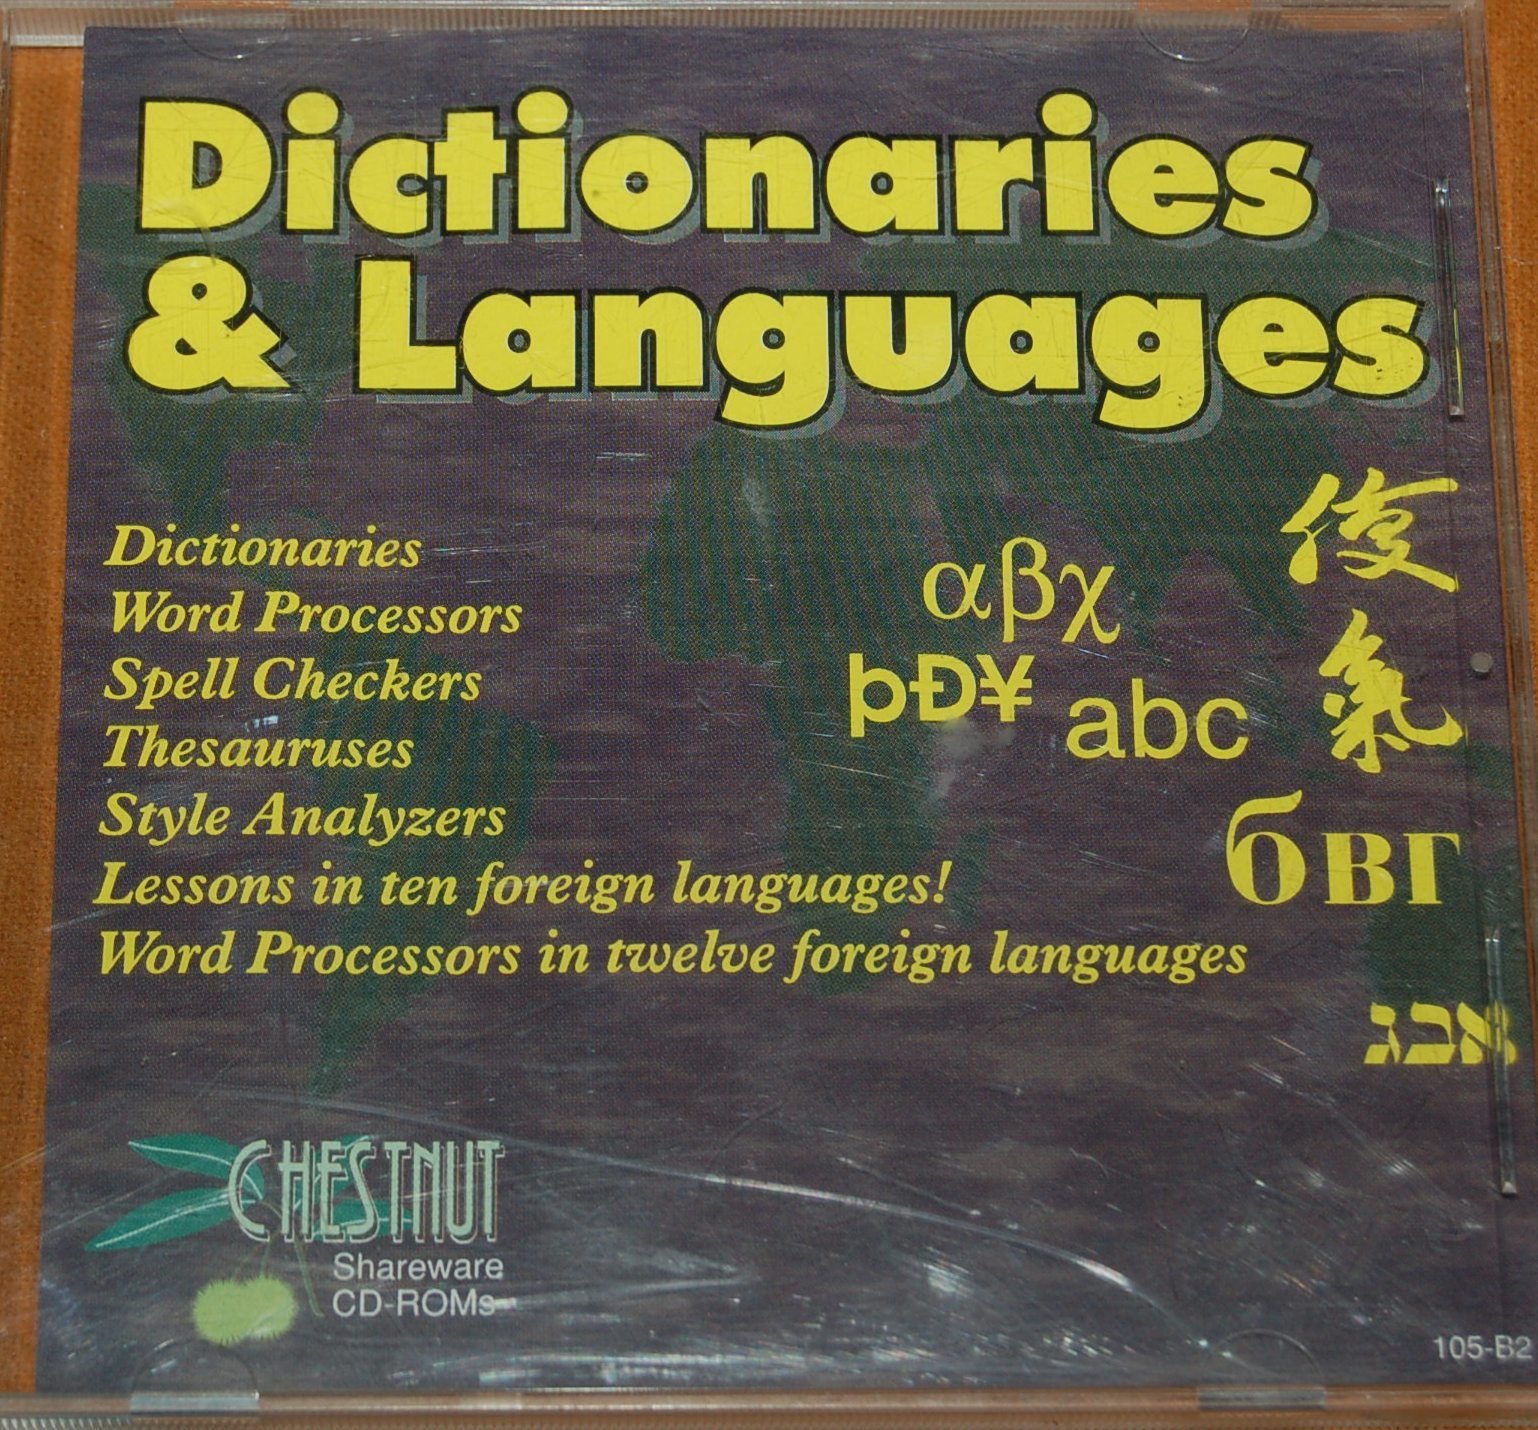 Dictionaries
& Languages
Dictionaries
Word Processors
Spell Checkers
Thesauruses
Style Analyzers
Lessons in ten foreign languages!
Word Processors in twelve foreign languages
αβχ
þÐ¥ abc
氣
бвг
אבג
CHESTNUT
Shareware
CD-ROMs
105-B2